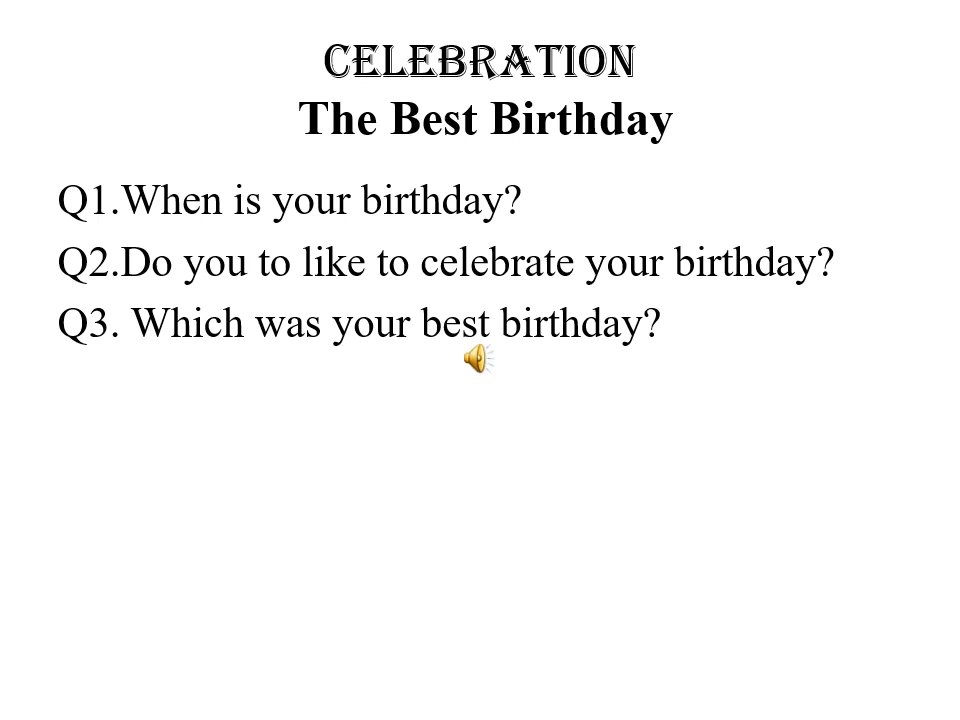 CELEBRATION
The Best Birthday
Q1.When is your birthday?
Q2.Do you to like to celebrate your birthday?
Q3. Which was your best birthday?